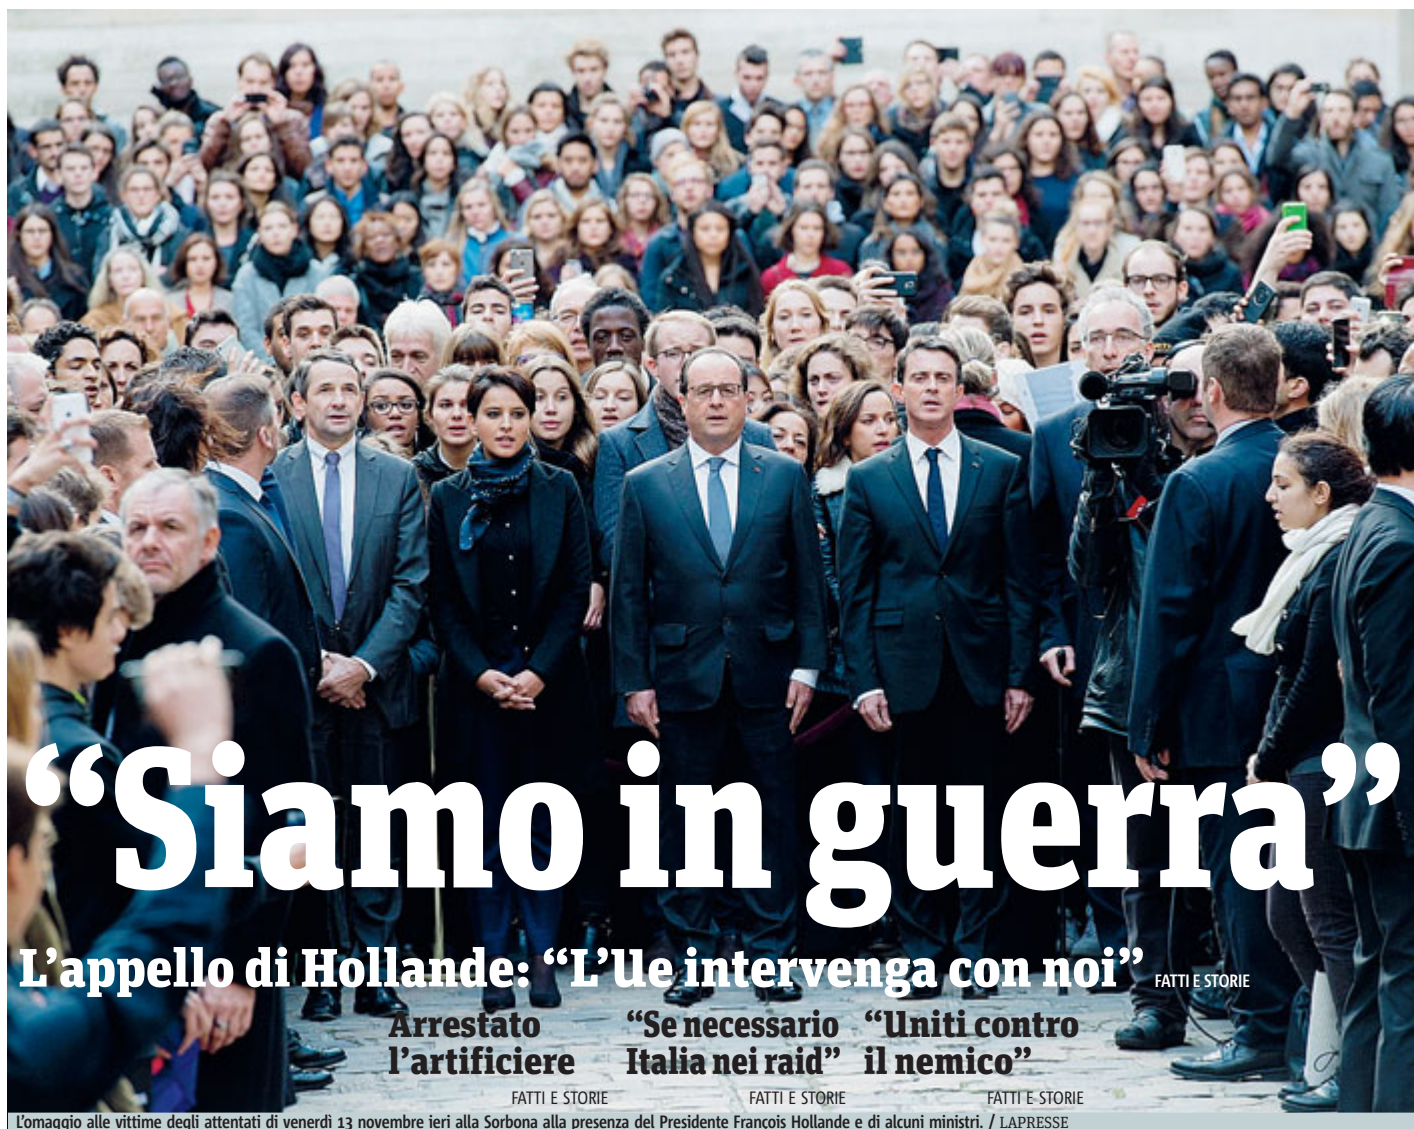 “Siamo in guerra”
L’appello di Hollande: “L’Ue intervenga con noi” FATTI E STORIE
Arrestato
l’artificiere
FATTI E STORIE
“Se necessario
Italia nei raid”
FATTI E STORIE
“Uniti contro
il nemico”
FATTI E STORIE
L’omaggio alle vittime degli attentati di venerdì 13 novembre ieri alla Sorbona alla presenza del Presidente François Hollande e di alcuni ministri. / LAPRESSE